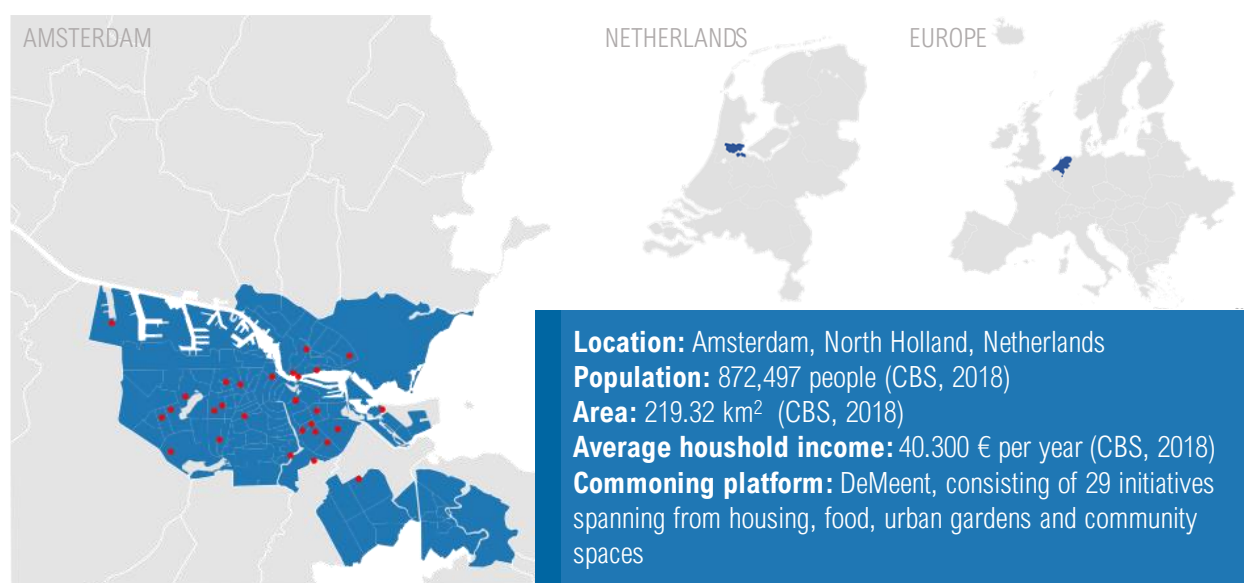 AMSTERDAM
NETHERLANDS
EUROPE
Location: Amsterdam, North Holland, Netherlands
Population: 872,497 people (CBS, 2018)
Area: 219.32 km² (CBS, 2018)
Average houshold income: 40.300 € per year (CBS, 2018)
Commoning platform: DeMeent, consisting of 29 initiatives
spanning from housing, food, urban gardens and community
spaces